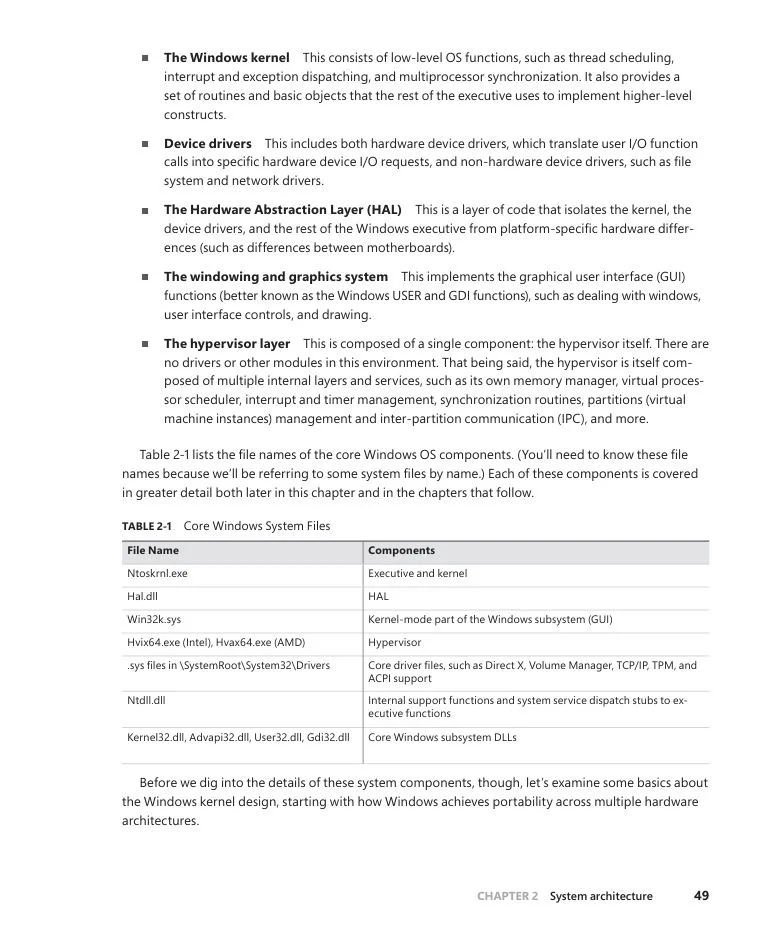 ■ The Windows kernel This consists of low-level OS functions, such as thread scheduling,
interrupt and exception dispatching, and multiprocessor synchronization. It also provides a
set of routines and basic objects that the rest of the executive uses to implement higher-level
constructs.
■ Device drivers This includes both hardware device drivers, which translate user I/O function
calls into specific hardware device I/O requests, and non-hardware device drivers, such as file
system and network drivers.
■ The Hardware Abstraction Layer (HAL) This is a layer of code that isolates the kernel, the
device drivers, and the rest of the Windows executive from platform-specific hardware differ-
ences (such as differences between motherboards).
■ The windowing and graphics system This implements the graphical user interface (GUI)
functions (better known as the Windows USER and GDI functions), such as dealing with windows,
user interface controls, and drawing.
■ The hypervisor layer This is composed of a single component: the hypervisor itself. There are
no drivers or other modules in this environment. That being said, the hypervisor is itself com-
posed of multiple internal layers and services, such as its own memory manager, virtual proces-
sor scheduler, interrupt and timer management, synchronization routines, partitions (virtual
machine instances) management and inter-partition communication (IPC), and more.
Table 2-1 lists the file names of the core Windows OS components. (You’ll need to know these file
names because we’ll be referring to some system files by name.) Each of these components is covered
in greater detail both later in this chapter and in the chapters that follow.
TABLE 2-1 Core Windows System Files
File Name Components
Ntoskrnl.exe Executive and kernel
Hal.dll HAL
Win32k.sys Kernel-mode part of the Windows subsystem (GUI)
Hvix64.exe (Intel), Hvax64.exe (AMD) Hypervisor
.sys files in \SystemRoot\System32\Drivers Core driver files, such as Direct X, Volume Manager, TCP/IP, TPM, and
ACPI support
Ntdll.dll Internal support functions and system service dispatch stubs to ex-
ecutive functions
Kernel32.dll, Advapi32.dll, User32.dll, Gdi32.dll Core Windows subsystem DLLs
Before we dig into the details of these system components, though, let’s examine some basics about
the Windows kernel design, starting with how Windows achieves portability across multiple hardware
architectures.
CHAPTER 2 System architecture 49